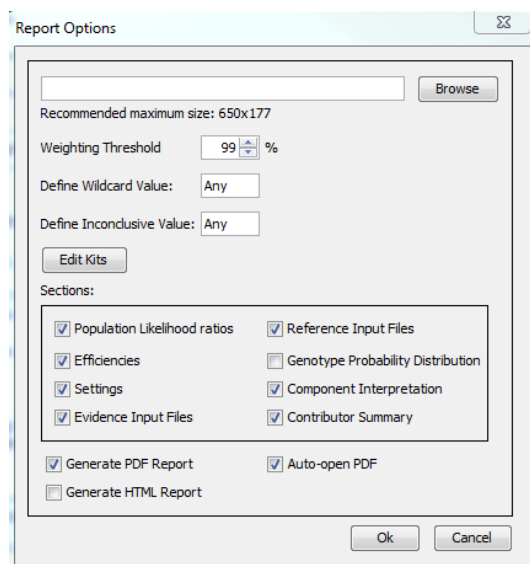 Report Options
Browse
Recommended maximum size: 650x177
Weighting Threshold 99 %
Define Wildcard Value: Any
Define Inconclusive Value: Any
Edit Kits
Sections:
Population Likelihood ratios Reference Input Files
Efficiencies Genotype Probability Distribution
Settings Component Interpretation
Evidence Input Files Contributor Summary
Generate PDF Report Auto-open PDF
Generate HTML Report
Ok Cancel